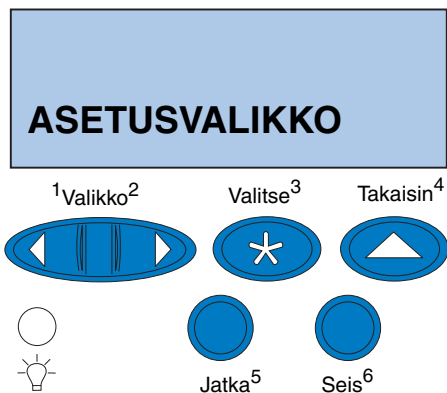 ASETUSVALIKKO
¹Valikko² Valitse³ Takaisin⁴
Jatka⁵ Seis⁶